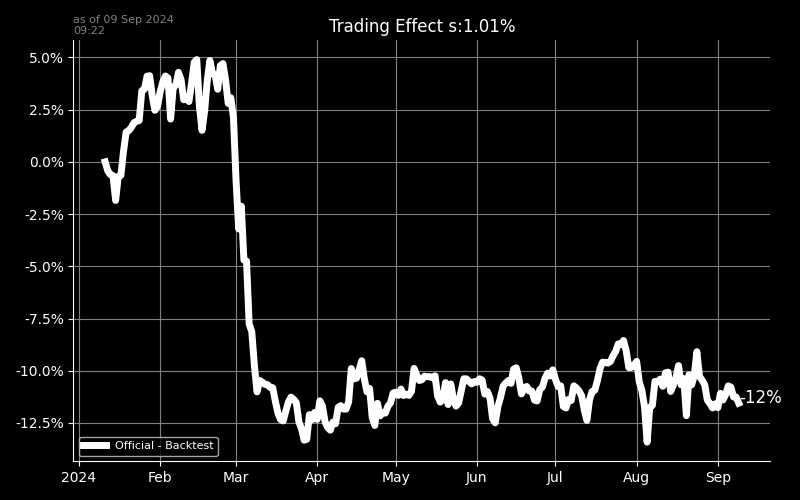 as of 09 Sep 2024
09:22
Trading Effect s:1.01%
5.0%
2.5%
0.0%
-2.5%
-5.0%
-7.5%
-10.0%
-12.5%
-12%
Official - Backtest
2024 Feb Mar Apr May Jun Jul Aug Sep